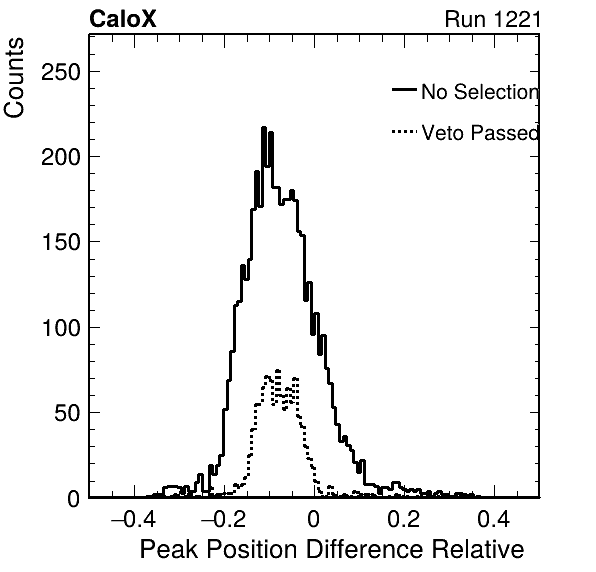 CaloX Run 1221
Counts
250
200
150
100
50
0
No Selection
Veto Passed
−0.4 −0.2 0 0.2 0.4
Peak Position Difference Relative